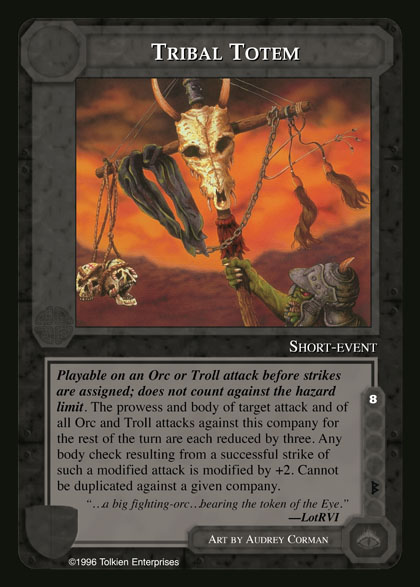 Tribal Totem
Short-event
Playable on an Orc or Troll attack before strikes
are assigned; does not count against the hazard
limit. The prowess and body of target attack and of
all Orc and Troll attacks against this company for
the rest of the turn are each reduced by three. Any
body check resulting from a successful strike of
such a modified attack is modified by +2. Cannot
be duplicated against a given company.
“…a big fighting-orc…bearing the token of the Eye.”
—LotRVI
8
Art by Audrey Corman
©1996 Tolkien Enterprises